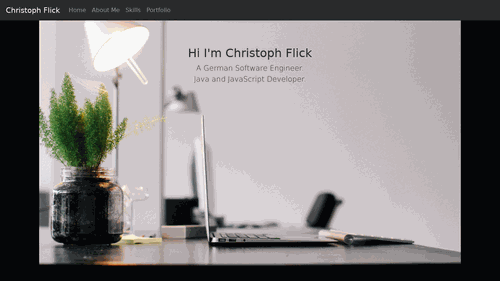 Christoph Flick Home About Me Skills Portfolio
Hi I'm Christoph Flick
A German Software Engineer
Java and JavaScript Developer